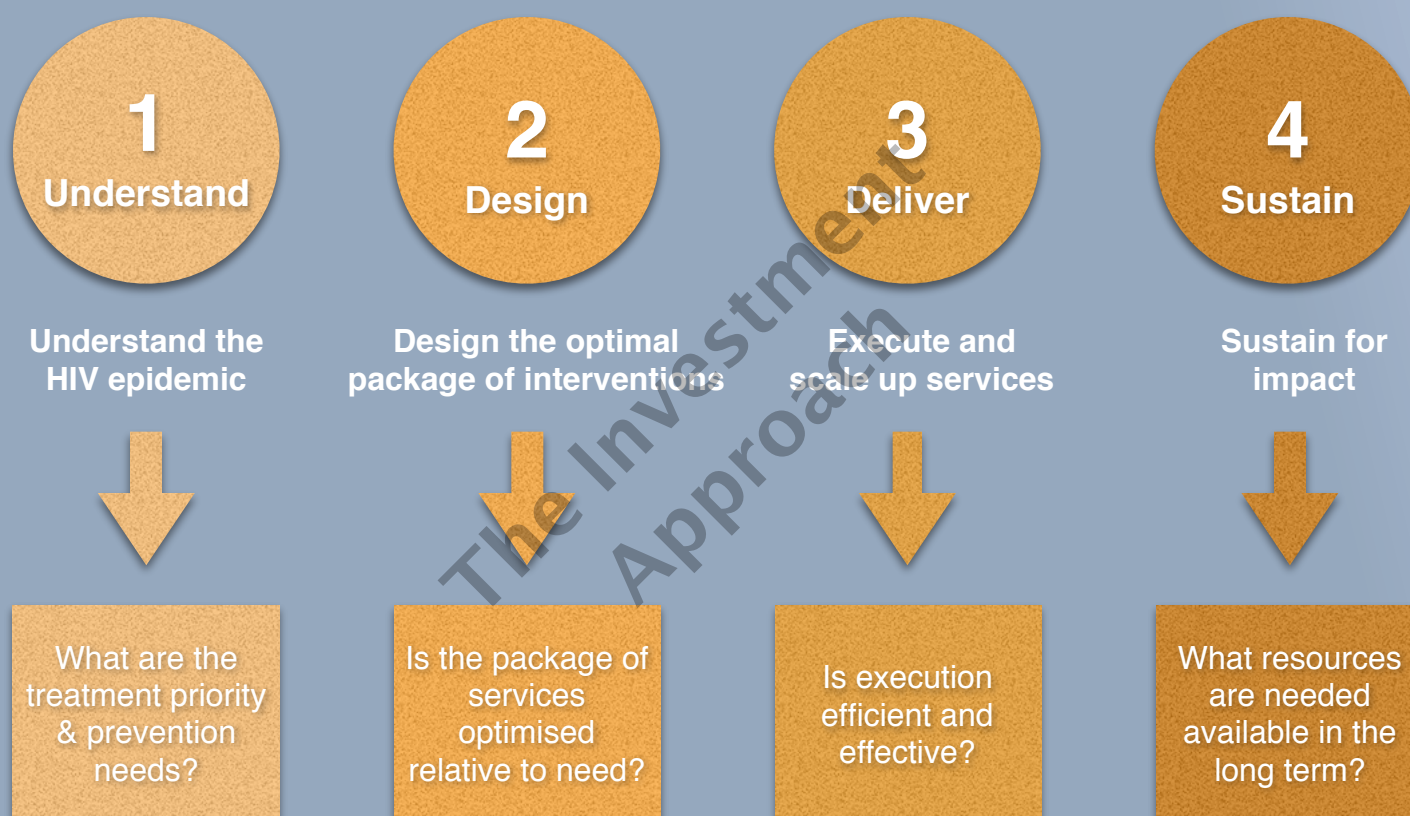 1
Understand
Understand the
HIV epidemic
What are the
treatment priority
& prevention
needs?
2
Design
Design the optimal
package of interventions
Is the package of
services
optimised
relative to need?
3
Deliver
Execute and
scale up services
Is execution
efficient and
effective?
4
Sustain
Sustain for
impact
What resources
are needed
available in the
long term?
The Investment
Approach